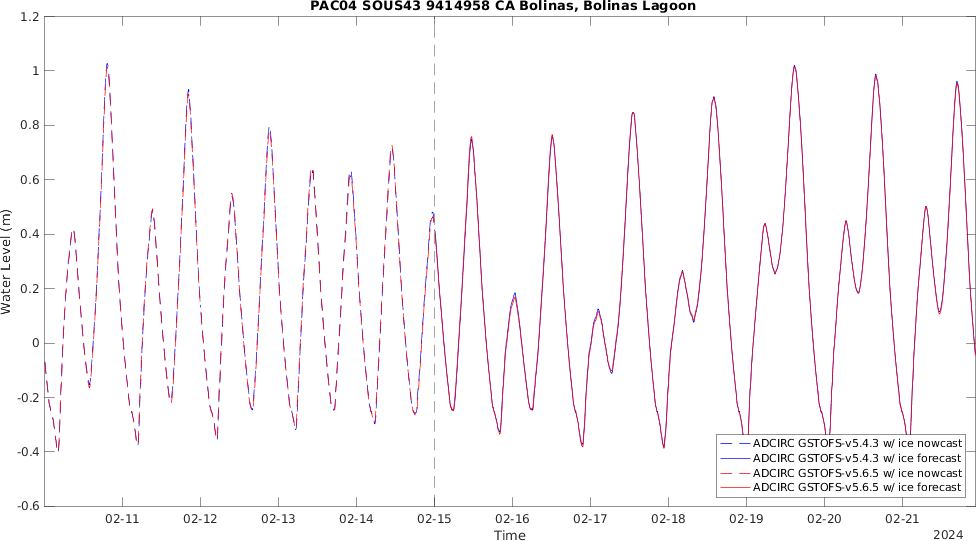 PAC04 SOUS43 9414958 CA Bolinas, Bolinas Lagoon
1.2
1
0.8
0.6
0.4
0.2
0
-0.2
-0.4
-0.6
Water Level (m)
02-11 02-12 02-13 02-14 02-15 02-16 02-17 02-18 02-19 02-20 02-21
Time
2024
ADCIRC GSTOFS-v5.4.3 w/ ice nowcast
ADCIRC GSTOFS-v5.4.3 w/ ice forecast
ADCIRC GSTOFS-v5.6.5 w/ ice nowcast
ADCIRC GSTOFS-v5.6.5 w/ ice forecast